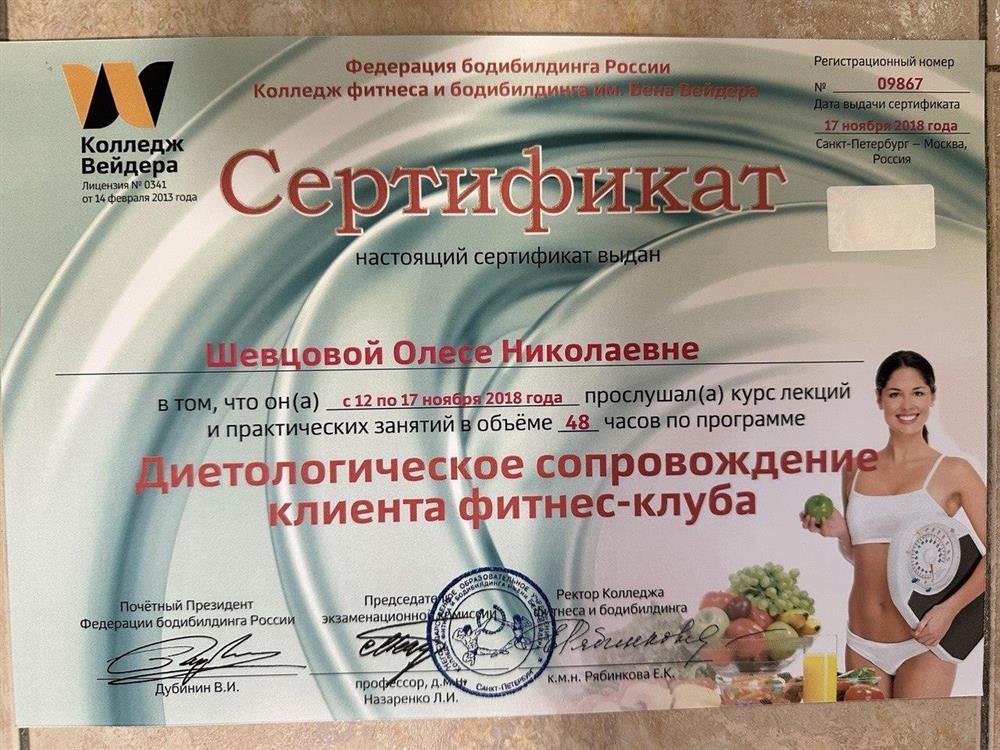 Колледж
Вейдера
Лицензия № 0341
от 14 февраля 2013 года
Федерация бодибилдинга России
Колледж фитнеса и бодибилдинга им. Бена Вейдера
Регистрационный номер
№ 09867
Дата выдачи сертификата
17 ноября 2018 года
Санкт-Петербург — Москва,
Россия
Сертификат
настоящий сертификат выдан
Шевцовой Олесе Николаевне
в том, что он(а) с 12 по 17 ноября 2018 года прослушал(а) курс лекций
и практических занятий в объёме 48 часов по программе
Диетологическое сопровождение
клиента фитнес-клуба
Почётный Президент
Федерации бодибилдинга России
Дубинин В.И.
Председатель
экзаменационной комиссии
профессор, д.м.н.
Назаренко Л.И.
Ректор Колледжа
фитнеса и бодибилдинга
Рябинкова
к.м.н. Рябинкова Е.К.
САНКТ-ПЕТЕРБУРГ